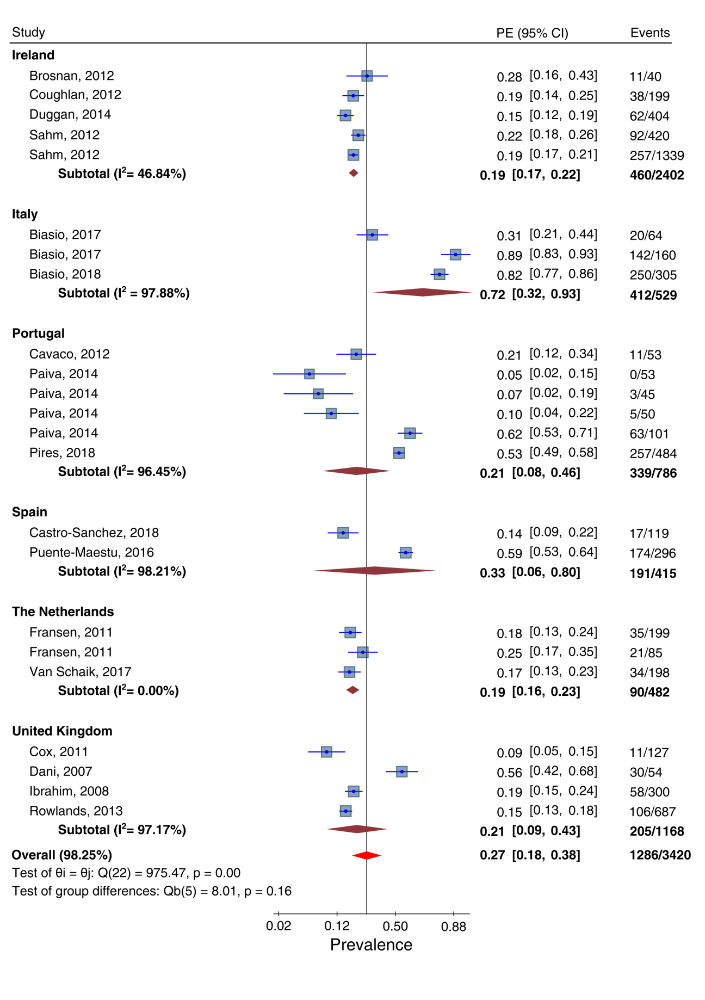 Study PE (95% CI) Events
Ireland
Brosnan, 2012 0.28 [0.16, 0.43] 11/40
Coughlan, 2012 0.19 [0.14, 0.25] 38/199
Duggan, 2014 0.15 [0.12, 0.19] 62/404
Sahm, 2012 0.22 [0.18, 0.26] 92/420
Sahm, 2012 0.19 [0.17, 0.21] 257/1339
Subtotal (I²= 46.84%) 0.19 [0.17, 0.22] 460/2402
Italy
Biasio, 2017 0.31 [0.21, 0.44] 20/64
Biasio, 2017 0.89 [0.83, 0.93] 142/160
Biasio, 2018 0.82 [0.77, 0.86] 250/305
Subtotal (I² = 97.88%) 0.72 [0.32, 0.93] 412/529
Portugal
Cavaco, 2012 0.21 [0.12, 0.34] 11/53
Paiva, 2014 0.05 [0.02, 0.15] 0/53
Paiva, 2014 0.07 [0.02, 0.19] 3/45
Paiva, 2014 0.10 [0.04, 0.22] 5/50
Paiva, 2014 0.62 [0.53, 0.71] 63/101
Pires, 2018 0.53 [0.49, 0.58] 257/484
Subtotal (I²= 96.45%) 0.21 [0.08, 0.46] 339/786
Spain
Castro-Sanchez, 2018 0.14 [0.09, 0.22] 17/119
Puente-Maestu, 2016 0.59 [0.53, 0.64] 174/296
Subtotal (I²= 98.21%) 0.33 [0.06, 0.80] 191/415
The Netherlands
Fransen, 2011 0.18 [0.13, 0.24] 35/199
Fransen, 2011 0.25 [0.17, 0.35] 21/85
Van Schaik, 2017 0.17 [0.13, 0.23] 34/198
Subtotal (I²= 0.00%) 0.19 [0.16, 0.23] 90/482
United Kingdom
Cox, 2011 0.09 [0.05, 0.15] 11/127
Dani, 2007 0.56 [0.42, 0.68] 30/54
Ibrahim, 2008 0.19 [0.15, 0.24] 58/300
Rowlands, 2013 0.15 [0.13, 0.18] 106/687
Subtotal (I²= 97.17%) 0.21 [0.09, 0.43] 205/1168
Overall (98.25%) 0.27 [0.18, 0.38] 1286/3420
Test of θi = θj: Q(22) = 975.47, p = 0.00
Test of group differences: Qb(5) = 8.01, p = 0.16
0.02 0.12 0.50 0.88
Prevalence